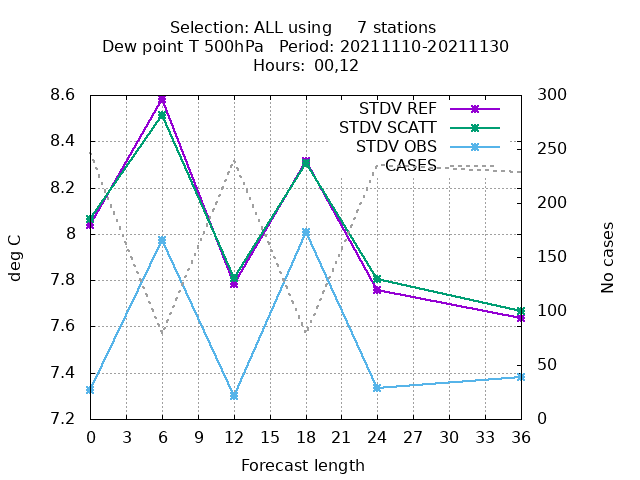 Selection: ALL using     7 stations
Dew point T 500hPa   Period: 20211110-20211130
Hours: 00,12
STDV REF
STDV SCATT
STDV OBS
CASES
deg C
8.6
8.4
8.2
8
7.8
7.6
7.4
7.2
300
250
200
150
100
50
0
No cases
0 3 6 9 12 15 18 21 24 27 30 33 36
Forecast length